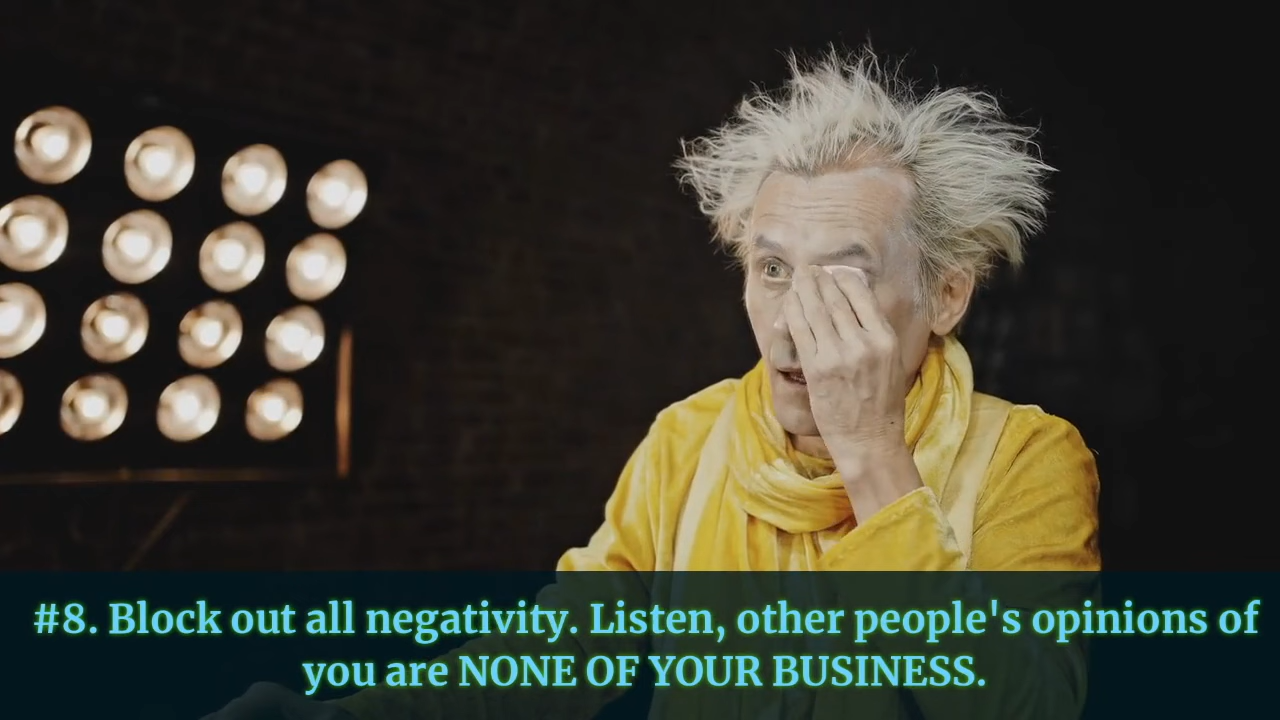 #8. Block out all negativity. Listen, other people's opinions of
you are NONE OF YOUR BUSINESS.